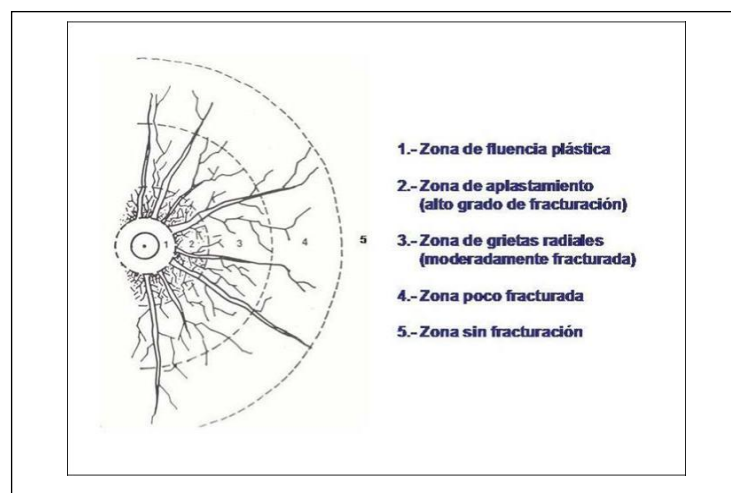 1.- Zona de fluencia plástica
2.- Zona de aplastamiento
(alto grado de fracturación)
3.- Zona de grietas radiales
(moderadamente fracturada)
4.- Zona poco fracturada
5.- Zona sin fracturación
1 2 3 4 5